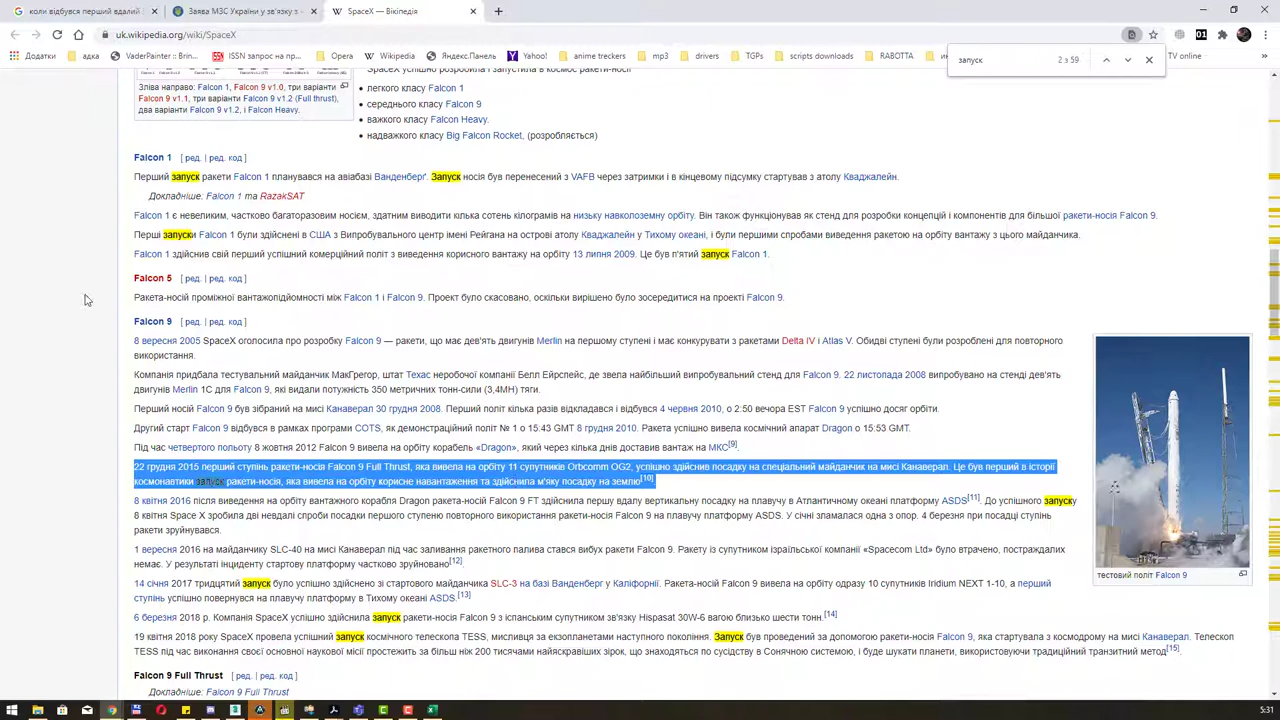 коли відбувся перший вдалий
Заява МЗС України у зв'язку з
SpaceX — Вікіпедія
uk.wikipedia.org/wiki/SpaceX
Додатки
адка
VaderPainter :: Brin...
ISSN запрос на пр...
Opera
Wikipedia
Яндекс.Почта
Yahoo!
anime treckers
mp3
drivers
TGPs
scripts downloads
RABOTTA
TV online
запуск
2 з 59
Зліва направо: Falcon 1, Falcon 9 v1.0, три варіанти
Falcon 9 v1.1, три варіанти Falcon 9 v1.2 (Full thrust),
два варіанти Falcon 9 v1.2, і Falcon Heavy.
SpaceX успішно розробила і запустила в космос ракети-носії
легкого класу Falcon 1
середнього класу Falcon 9
важкого класу Falcon Heavy.
надважкого класу Big Falcon Rocket, (розробляється)
Falcon 1 [ ред. | ред. код ]
Перший запуск ракети Falcon 1 планувався на авіабазі Ванденберґ. Запуск носія був перенесений з VAFB через затримки і в кінцевому підсумку стартував з атолу Кваджалейн.
Докладніше: Falcon 1 та RazakSAT
Falcon 1 є невеликим, частково багаторазовим носієм, здатним виводити кілька сотень кілограмів на низьку навколоземну орбіту. Він також функціонував як стенд для розробки концепцій і компонентів для більшої ракети-носія Falcon 9.
Перші запуски Falcon 1 були здійснені в США з Випробувального центр імені Рейгана на острові атолу Кваджалейн у Тихому океані, і були першими спробами виведення ракетою на орбіту вантажу з цього майданчика.
Falcon 1 здійснив свій перший успішний комерційний політ з виведення корисного вантажу на орбіту 13 липня 2009. Це був п'ятий запуск Falcon 1.
Falcon 5 [ ред. | ред. код ]
Ракета-носій проміжної вантажопідйомності між Falcon 1 і Falcon 9. Проект було скасовано, оскільки вирішено було зосередитися на проекті Falcon 9.
Falcon 9 [ ред. | ред. код ]
8 вересня 2005 SpaceX оголосила про розробку Falcon 9 — ракети, що має дев'ять двигунів Merlin на першому ступені і має конкурувати з ракетами Delta IV і Atlas V. Обидві ступені були розроблені для повторного
використання.
Компанія придбала тестувальний майданчик МакГрегор, штат Техас неробочої компанії Белл Ейрспейс, де звела найбільший випробувальний стенд для Falcon 9. 22 листопада 2008 випробувано на стенді дев'ять
двигунів Merlin 1C для Falcon 9, які видали потужність 350 метричних тонн-сили (3,4МН) тяги.
Перший носій Falcon 9 був зібраний на мисі Канаверал 30 грудня 2008. Перший політ кілька разів відкладався і відбувся 4 червня 2010, о 2:50 вечора EST Falcon 9 успішно досяг орбіти.
Другий старт Falcon 9 відбувся в рамках програми COTS, як демонстраційний політ № 1 о 15:43 GMT 8 грудня 2010. Ракета успішно вивела космічний апарат Dragon о 15:53 GMT.
Під час четвертого польоту 8 жовтня 2012 Falcon 9 вивела на орбіту корабель «Dragon», який через кілька днів доставив вантаж на МКС[9].
22 грудня 2015 перший ступінь ракети-носія Falcon 9 Full Thrust, яка вивела на орбіту 11 супутників Orbcomm OG2, успішно здійснив посадку на спеціальний майданчик на мисі Канаверал. Це був перший в історії
космонавтики запуск ракети-носія, яка вивела на орбіту корисне навантаження та здійснила м'яку посадку на землю[10].
8 квітня 2016 після виведення на орбіту вантажного корабля Dragon ракета-носій Falcon 9 FT здійснила першу вдалу вертикальну посадку на плавучу в Атлантичному океані платформу ASDS[11]. До успішного запуску
8 квітня Space X зробила дві невдалі спроби посадки першого ступеню повторного використання ракети-носія Falcon 9 на плавучу платформу ASDS. У січні зламалася одна з опор. 4 березня при посадці ступінь
ракети зруйнувався.
1 вересня 2016 на майданчику SLC-40 на мисі Канаверал під час заливання ракетного палива стався вибух ракети Falcon 9. Ракету із супутником ізраїльської компанії «Spacecom Ltd» було втрачено, постраждалих
немає. У результаті інциденту стартову платформу частково зруйновано[12].
14 січня 2017 тридцятий запуск було успішно здійснено зі стартового майданчика SLC-3 на базі Ванденберг у Каліфорнії. Ракета-носій Falcon 9 вивела на орбіту одразу 10 супутників Iridium NEXT 1-10, а перший
ступінь успішно повернувся на плавучу платформу в Тихому океані ASDS.[13]
6 березня 2018 р. Компанія SpaceX успішно здійснила запуск ракети-носія Falcon 9 з іспанським супутником зв'язку Hispasat 30W-6 вагою близько шести тонн.[14]
19 квітня 2018 року SpaceX провела успішний запуск космічного телескопа TESS, мисливця за екзопланетами наступного покоління. Запуск був проведений за допомогою ракети-носія Falcon 9, яка стартувала з космодрому на мисі Канаверал. Телескоп
TESS під час виконання своєї основної наукової місії простежить за більш ніж 200 тисячами найяскравіших зірок, що знаходяться по сусідству в Сонячною системою, і буде шукати планети, використовуючи традиційний транзитний метод[15].
тестовий політ Falcon 9
Falcon 9 Full Thrust [ ред. | ред. код ]
Докладніше: Falcon 9 Full Thrust
5:31